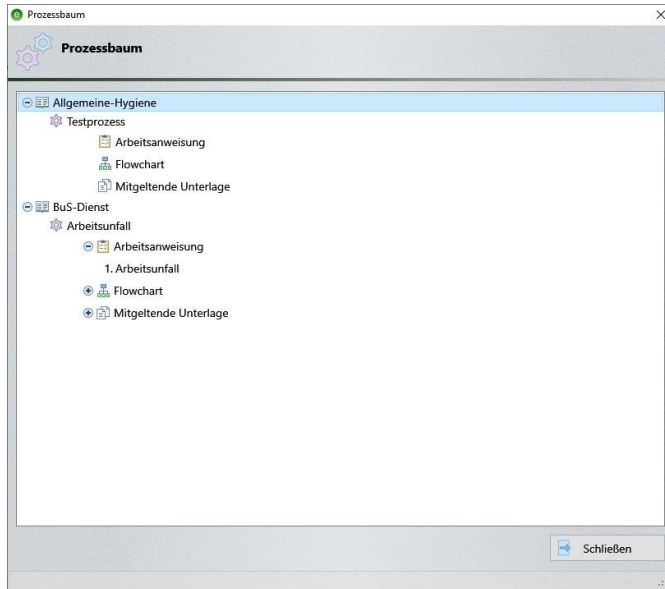 Prozessbaum
Prozessbaum
Allgemeine-Hygiene
Testprozess
Arbeitsanweisung
Flowchart
Mitgeltende Unterlage
BuS-Dienst
Arbeitsunfall
Arbeitsanweisung
1. Arbeitsunfall
Flowchart
Mitgeltende Unterlage
Schließen